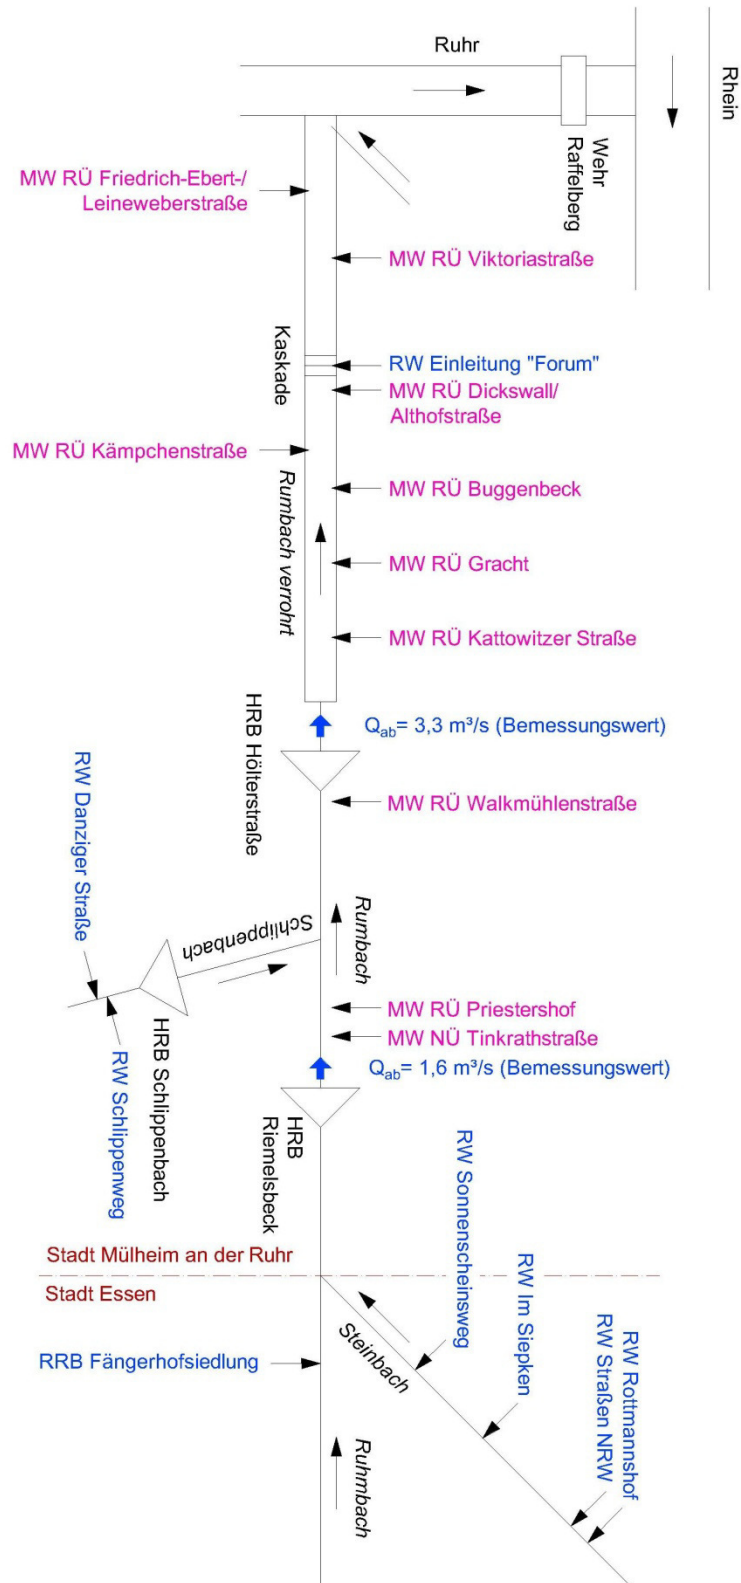 Ruhr
Rhein
Wehr
Raffelberg
MW RÜ Friedrich-Ebert-/
Leineweberstraße
MW RÜ Viktoriastraße
Kaskade
RW Einleitung "Forum"
MW RÜ Dickswall/
Althofstraße
MW RÜ Kämpchenstraße
MW RÜ Buggenbeck
Rumbach verrohrt
MW RÜ Gracht
MW RÜ Kattowitzer Straße
HRB Hölterstraße
Qab= 3,3 m³/s (Bemessungswert)
MW RÜ Walkmühlenstraße
RW Danziger Straße
Schlippenbach
Rumbach
MW RÜ Priestershof
MW NÜ Tinkrathstraße
RW Schlippenweg
HRB Schlippenbach
Qab= 1,6 m³/s (Bemessungswert)
HRB
Riemelsbeck
RW Sonnenscheinsweg
RW Im Siepken
RW Rottmannshof
RW Straßen NRW
Stadt Mülheim an der Ruhr
Stadt Essen
Steinbach
RRB Fängerhofsiedlung
Ruhmbach